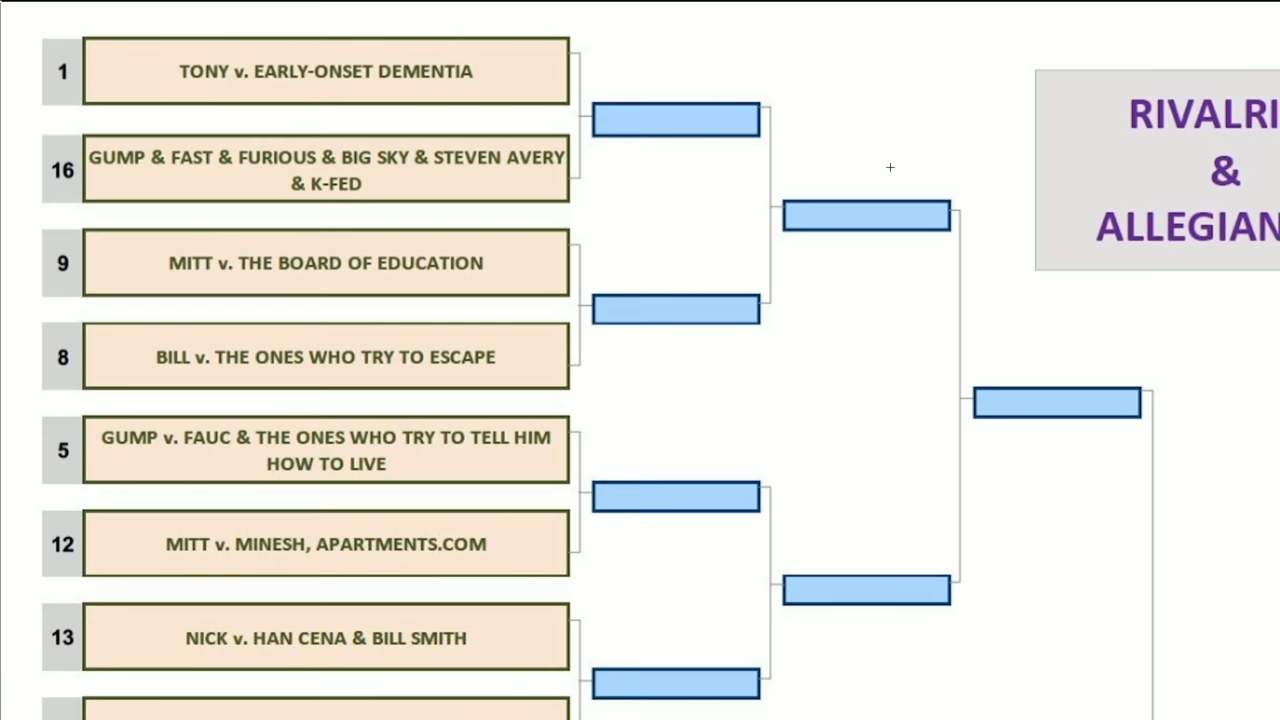 1
TONY v. EARLY-ONSET DEMENTIA
16
GUMP & FAST & FURIOUS & BIG SKY & STEVEN AVERY
& K-FED
9
MITT v. THE BOARD OF EDUCATION
8
BILL v. THE ONES WHO TRY TO ESCAPE
5
GUMP v. FAUC & THE ONES WHO TRY TO TELL HIM
HOW TO LIVE
12
MITT v. MINESH, APARTMENTS.COM
13
NICK v. HAN CENA & BILL SMITH
RIVALRI
&
ALLEGIAN